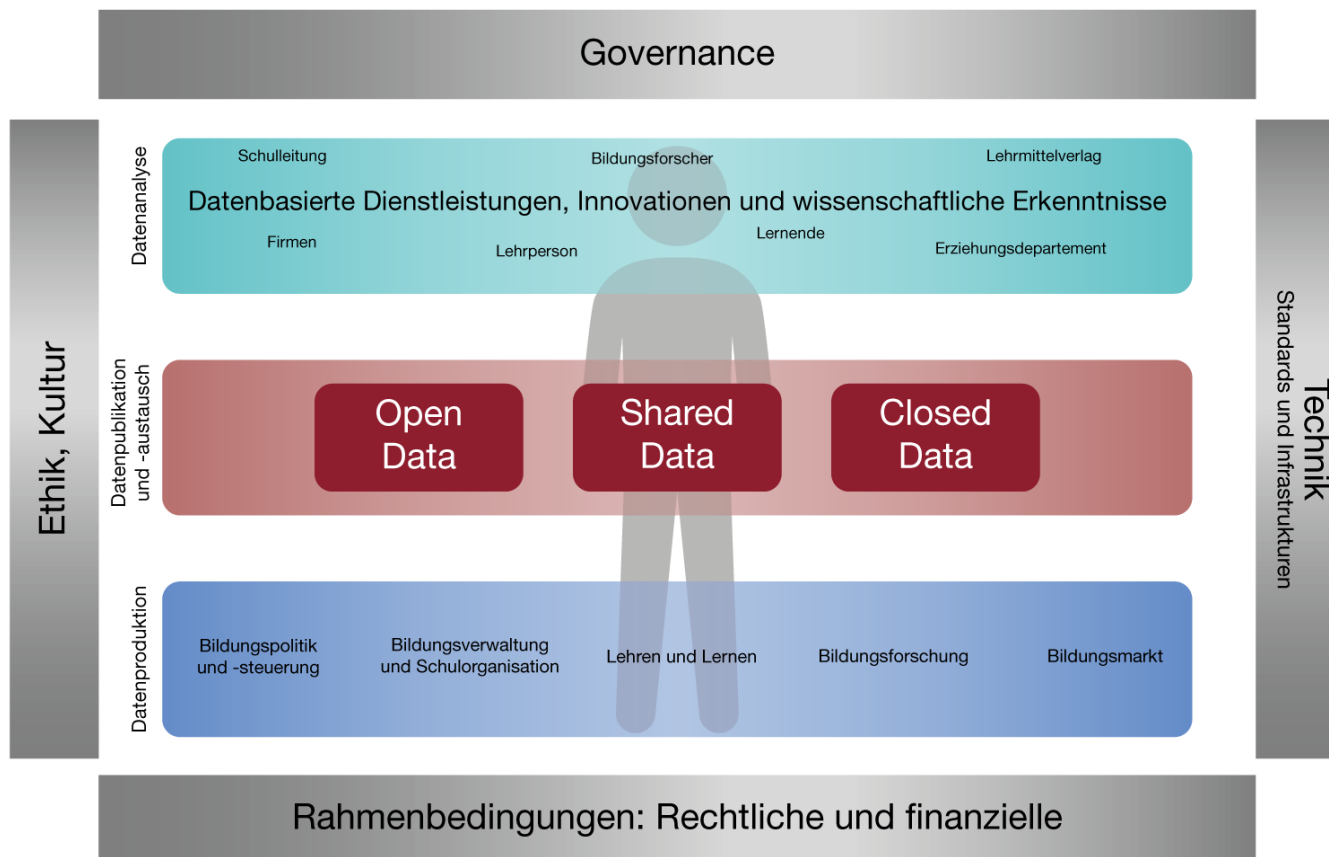 Governance
Ethik, Kultur
Datenanalyse
Schulleitung
Bildungsforscher
Lehrmittelverlag
Datenbasierte Dienstleistungen, Innovationen und wissenschaftliche Erkenntnisse
Firmen
Lehrperson
Lernende
Erziehungsdepartement
Datenpublikation
und -austausch
Open
Data
Shared
Data
Closed
Data
Datenproduktion
Bildungspolitik
und -steuerung
Bildungsverwaltung
und Schulorganisation
Lehren und Lernen
Bildungsforschung
Bildungsmarkt
Technik
Standards und Infrastrukturen
Rahmenbedingungen: Rechtliche und finanzielle